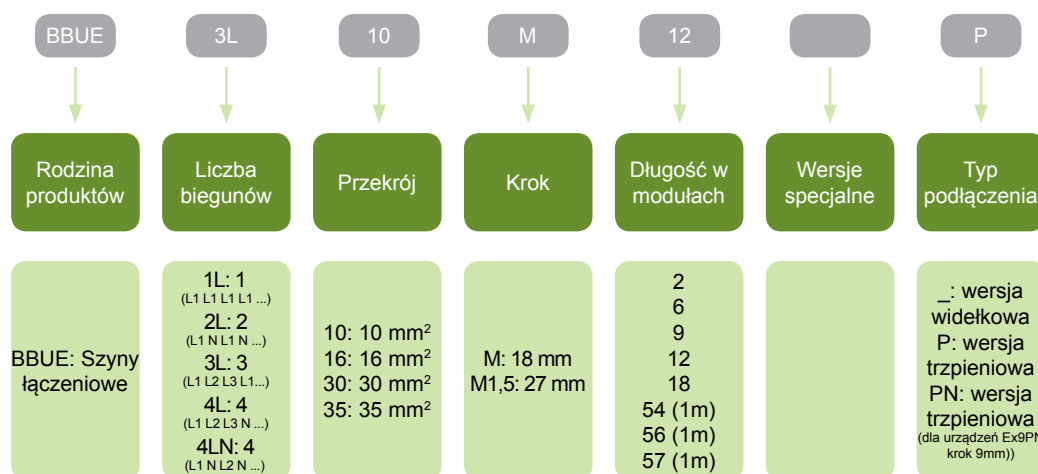 BBUE
3L
10
M
12
P
Rodzina
produktów
Liczba
biegunów
Przekrój
Krok
Długość w
modułach
Wersje
specjalne
Typ
podłączenia
BBUE: Szyny
łączeniowe
1L: 1
(L1 L1 L1 L1 ...)
2L: 2
(L1 N L1 N ...)
3L: 3
(L1 L2 L3 L1...)
4L: 4
(L1 L2 L3 N ...)
4LN: 4
(L1 N L2 N ...)
10: 10 mm²
16: 16 mm²
30: 30 mm²
35: 35 mm²
M: 18 mm
M1,5: 27 mm
2
6
9
12
18
54 (1m)
56 (1m)
57 (1m)
_: wersja
widełkowa
P: wersja
trzpieniowa
PN: wersja
trzpieniowa
(dla urządzeń Ex9PN
krok 9mm))